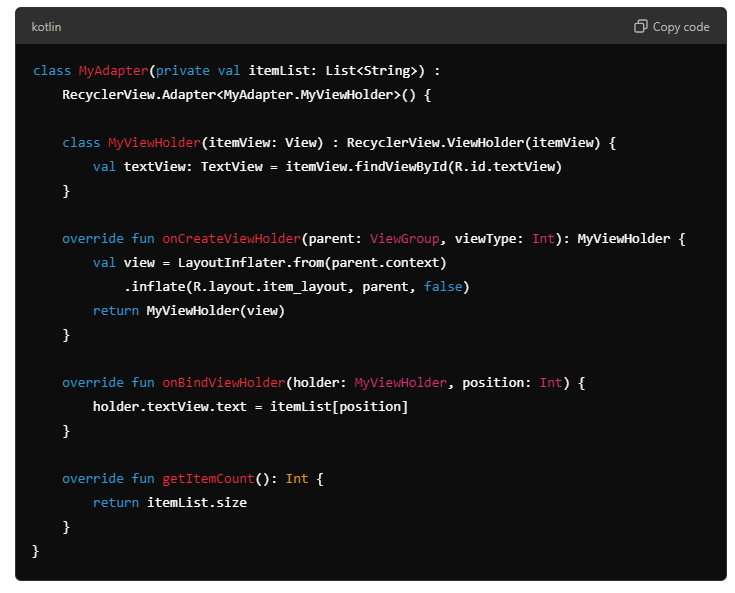 kotlin
Copy code
class MyAdapter(private val itemList: List<String>) :
    RecyclerView.Adapter<MyAdapter.MyViewHolder>() {

    class MyViewHolder(itemView: View) : RecyclerView.ViewHolder(itemView) {
        val textView: TextView = itemView.findViewById(R.id.textView)
    }

    override fun onCreateViewHolder(parent: ViewGroup, viewType: Int): MyViewHolder {
        val view = LayoutInflater.from(parent.context)
            .inflate(R.layout.item_layout, parent, false)
        return MyViewHolder(view)
    }

    override fun onBindViewHolder(holder: MyViewHolder, position: Int) {
        holder.textView.text = itemList[position]
    }

    override fun getItemCount(): Int {
        return itemList.size
    }
}